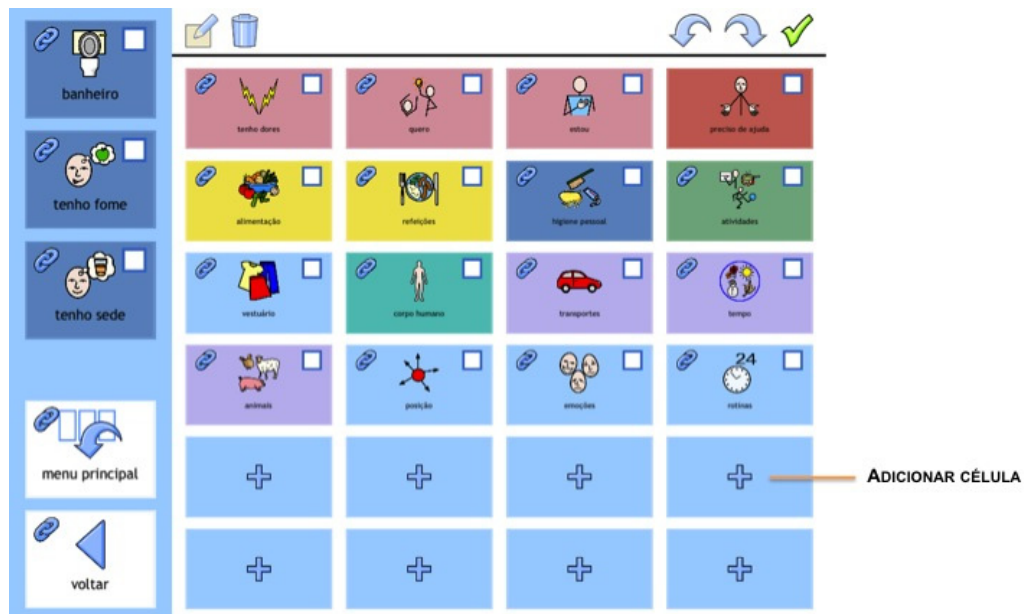 banheiro
tenho fome
tenho sede
menu principal
voltar
tenho dores
quero
estou
preciso de ajuda
alimentação
refeições
higiene pessoal
atividades
vestuário
corpo humano
transportes
tempo
animais
posição
emoções
24
rotinas
ADICIONAR CÉLULA